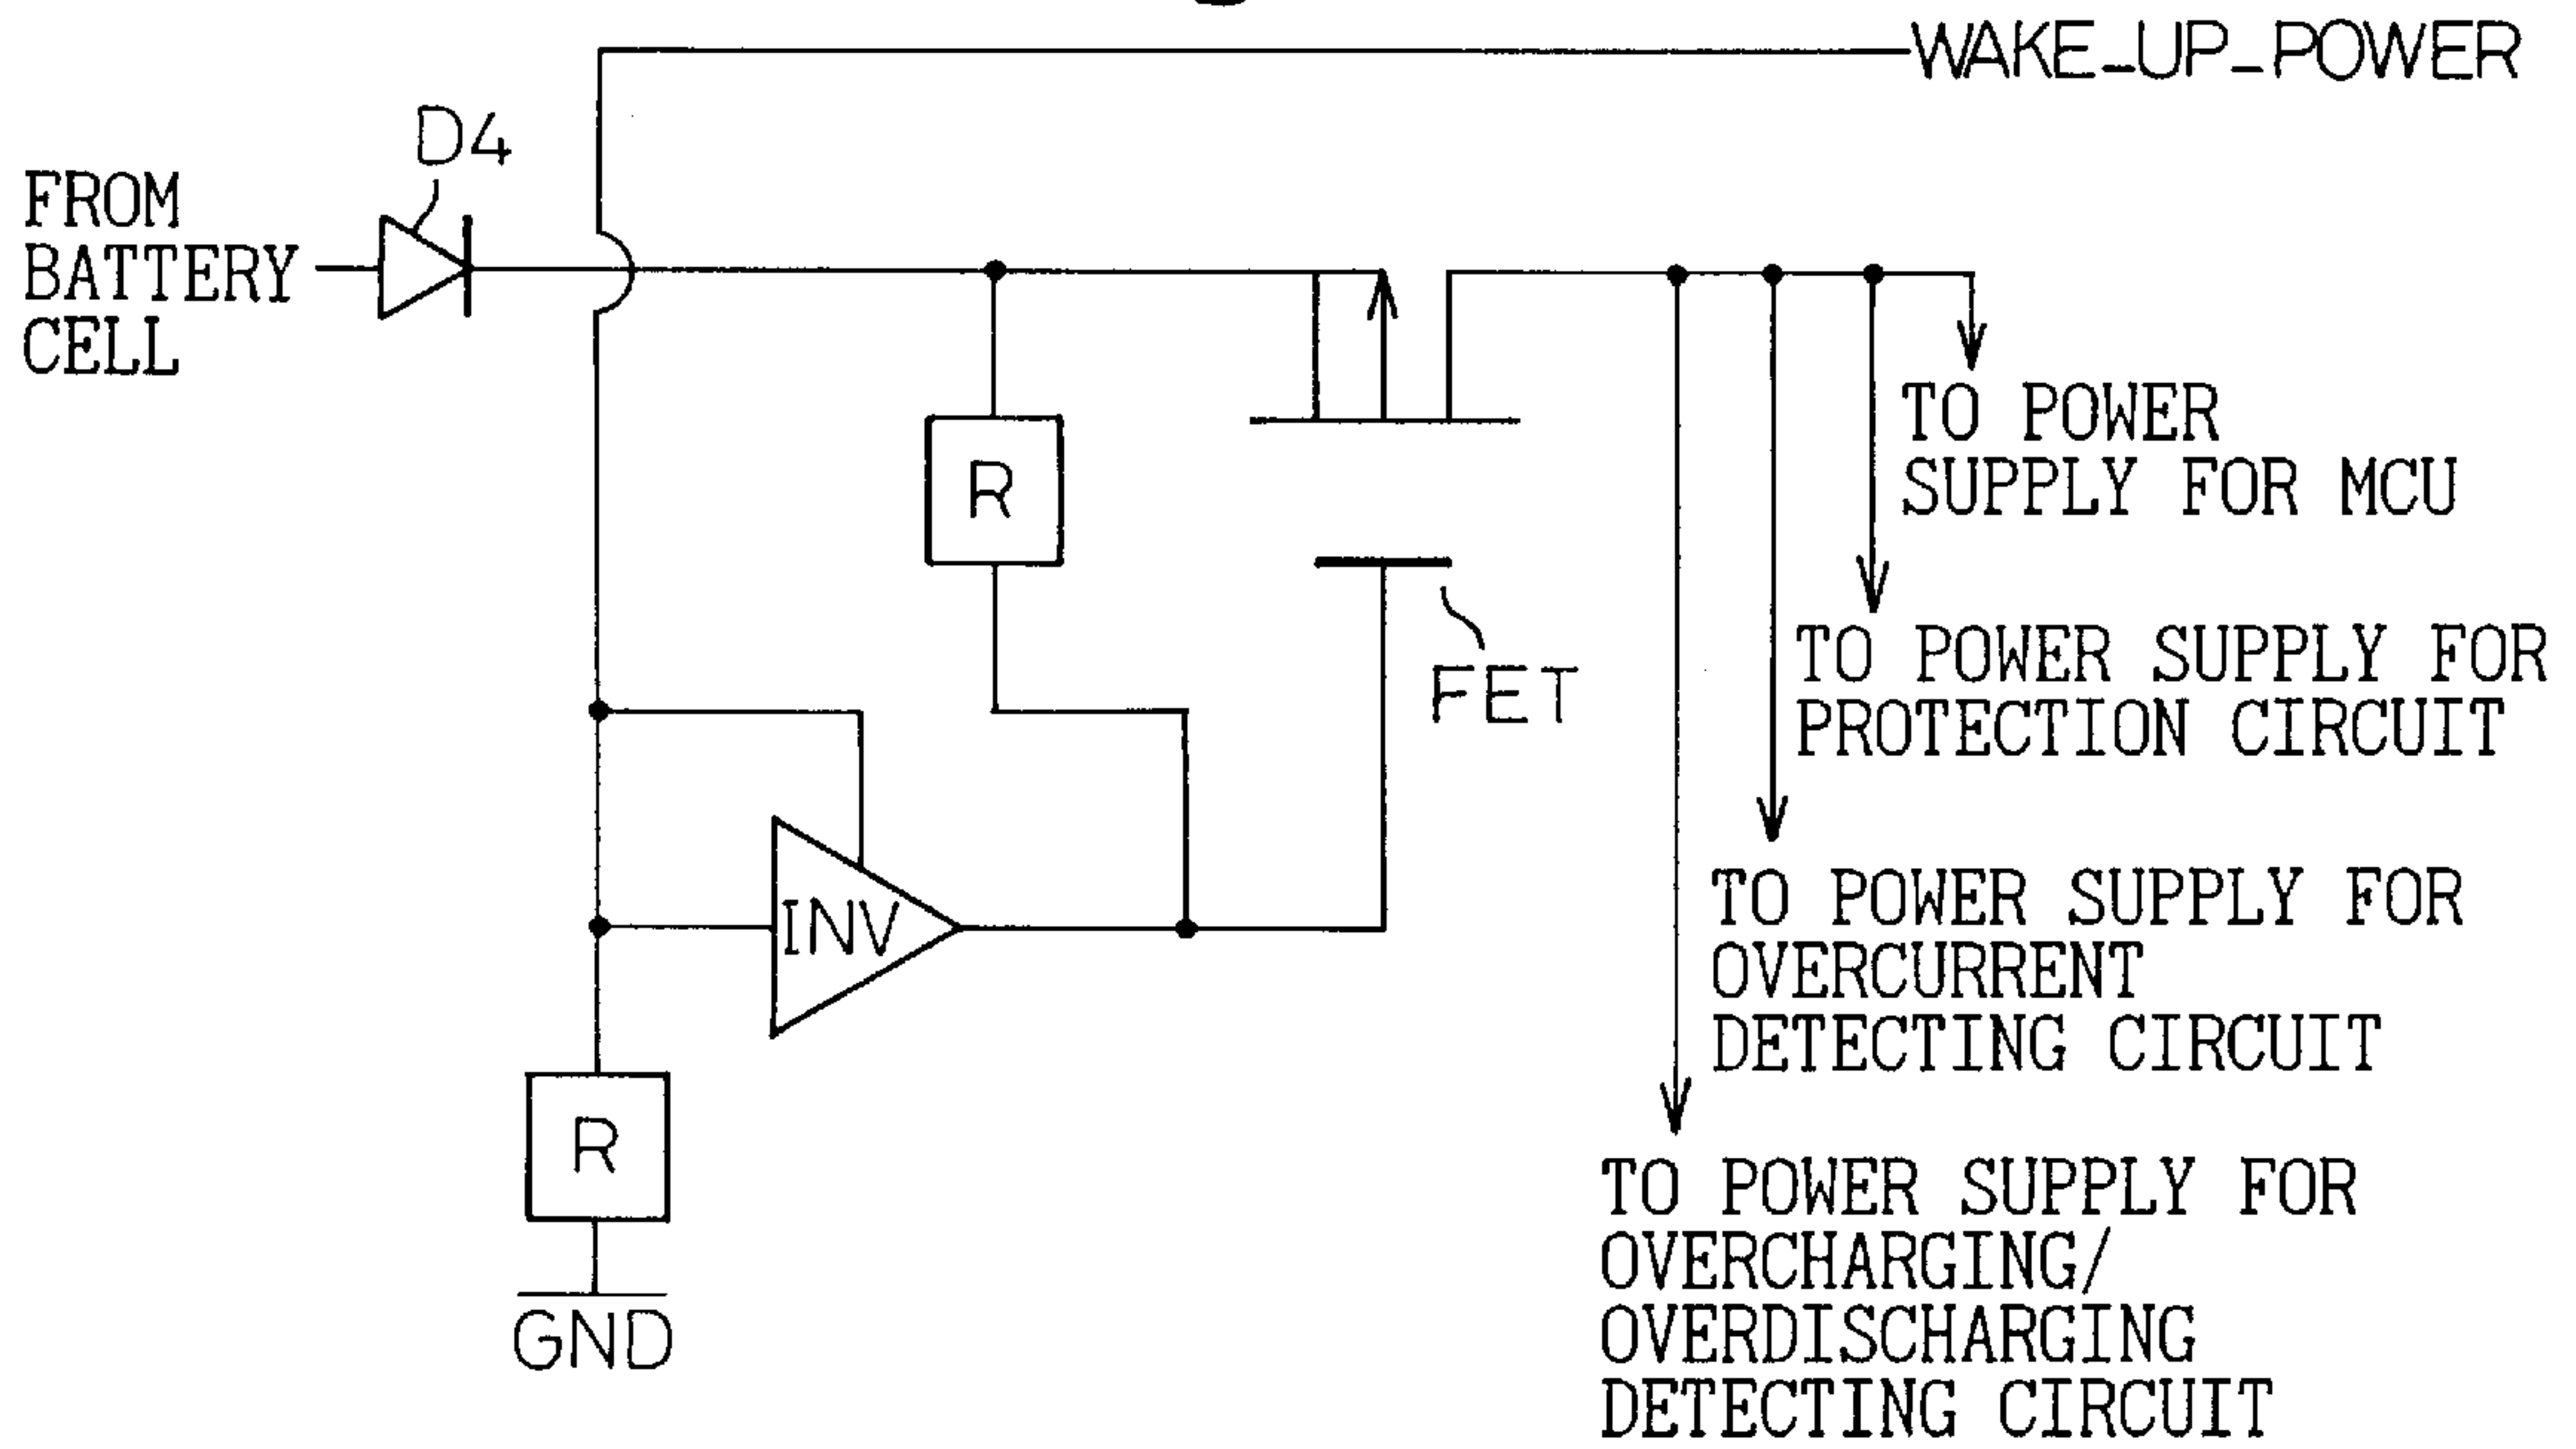 WAKE_UP_POWER
D4
FROM
BATTERY
CELL
R
FET
TO POWER
SUPPLY FOR MCU
TO POWER SUPPLY FOR
PROTECTION CIRCUIT
INV
TO POWER SUPPLY FOR
OVERCURRENT
DETECTING CIRCUIT
R
GND
TO POWER SUPPLY FOR
OVERCHARGING/
OVERDISCHARGING
DETECTING CIRCUIT